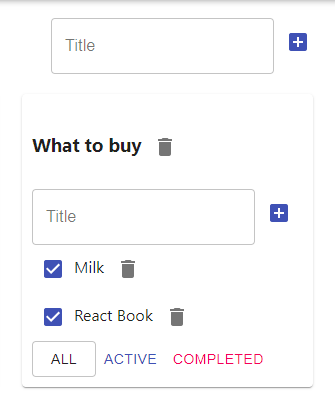 Title
What to buy
Title
Milk
React Book
ALL ACTIVE COMPLETED